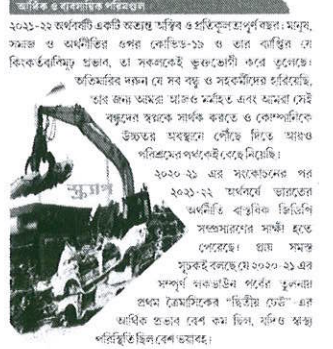 আর্থিক ও ব্যবসায়িক পরিমণ্ডল
২০২১-২২ অর্থবর্ষটি একটি অত্যন্ত অস্থির ও প্রতিকূলতাপূর্ণ বছর। মানুষ,
সমাজ ও অর্থনীতির ওপর কোভিড-১৯ ও তার ব্যাপ্তির যে
কিংকর্তব্যবিমূঢ় প্রভাব, তা সকলকেই ভুক্তভোগী করে তুলেছে।
অতিমারির দরুন যে সব বন্ধু ও সহকর্মীদের হারিয়েছি,
তার জন্য আমরা আজও মর্মাহত এবং আমরা সেই
বন্ধুদের স্বপ্নকে সার্থক করতে ও কোম্পানিকে
উচ্চতর অবস্থানে পৌঁছে দিতে আরও
পরিশ্রমের পথকেই বেছে নিয়েছি।
২০২০-২১ এর সংকোচনের পর
২০২১-২২ অর্থবর্ষে ভারতের
অর্থনীতি বাস্তবিক জিডিপি
সম্প্রসারণের সাক্ষী হতে
পেরেছে। প্রায় সমস্ত
সূচকই বলছে যে ২০২০-২১ এর
সম্পূর্ণ লকডাউন পর্বের তুলনায়
প্রথম ত্রৈমাসিকের “দ্বিতীয় ঢেউ”-এর
আর্থিক প্রভাব বেশ কম ছিল, যদিও স্বাস্থ্য
পরিস্থিতি ছিল বেশ ভয়াবহ।
স্ক্র্যাপ